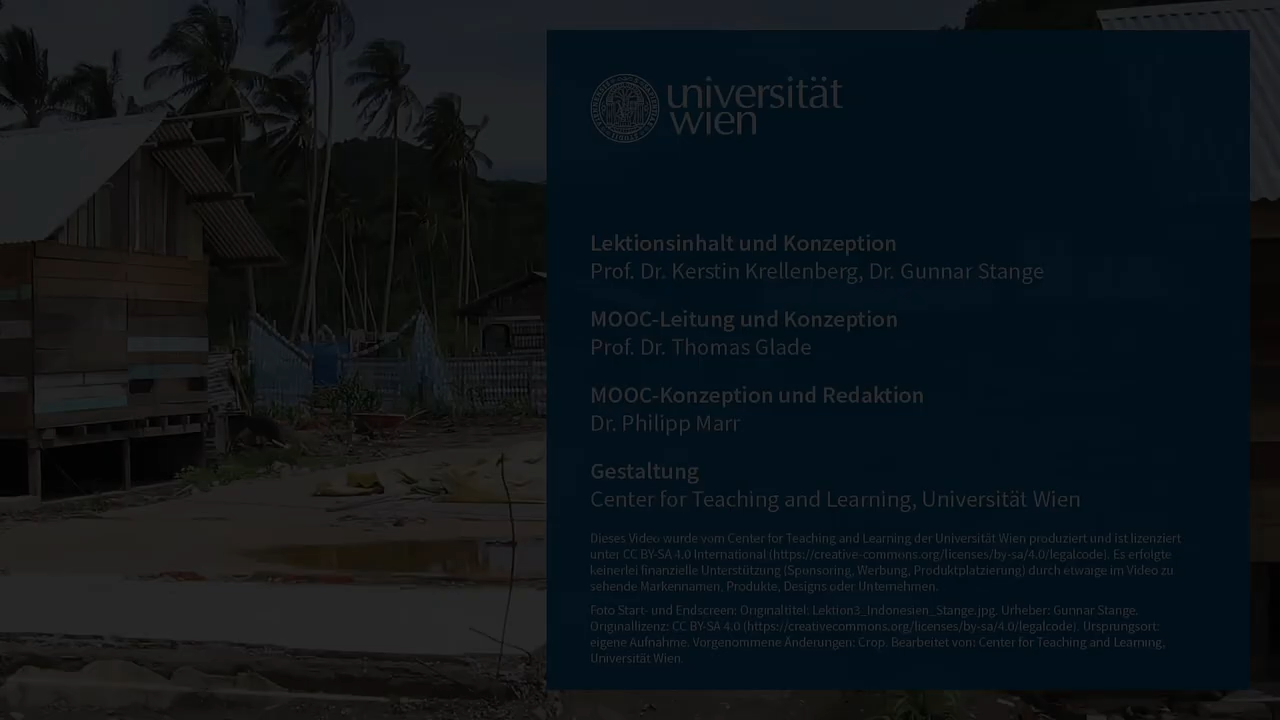 universität
wien
Lektionsinhalt und Konzeption
Prof. Dr. Kerstin Krellenberg, Dr. Gunnar Stange
MOOC-Leitung und Konzeption
Prof. Dr. Thomas Glade
MOOC-Konzeption und Redaktion
Dr. Philipp Marr
Gestaltung
Center for Teaching and Learning, Universität Wien
Dieses Video wurde vom Center for Teaching and Learning der Universität Wien produziert und ist lizenziert
unter CC BY-SA 4.0 International (https://creative-commons.org/licenses/by-sa/4.0/legalcode). Es erfolgte
keinerlei finanzielle Unterstützung (Sponsoring, Werbung, Produktplatzierung) durch etwaige im Video zu
sehende Markennamen, Produkte, Designs oder Unternehmen.
Foto Start- und Endscreen: Originaltitel: Lektion3_Indonesien_Stange.jpg. Urheber: Gunnar Stange.
Originallizenz: CC BY-SA 4.0 (https://creativecommons.org/licenses/by-sa/4.0/legalcode). Ursprungsort:
eigene Aufnahme. Vorgenommene Änderungen: Crop. Bearbeitet von: Center for Teaching and Learning,
Universität Wien.